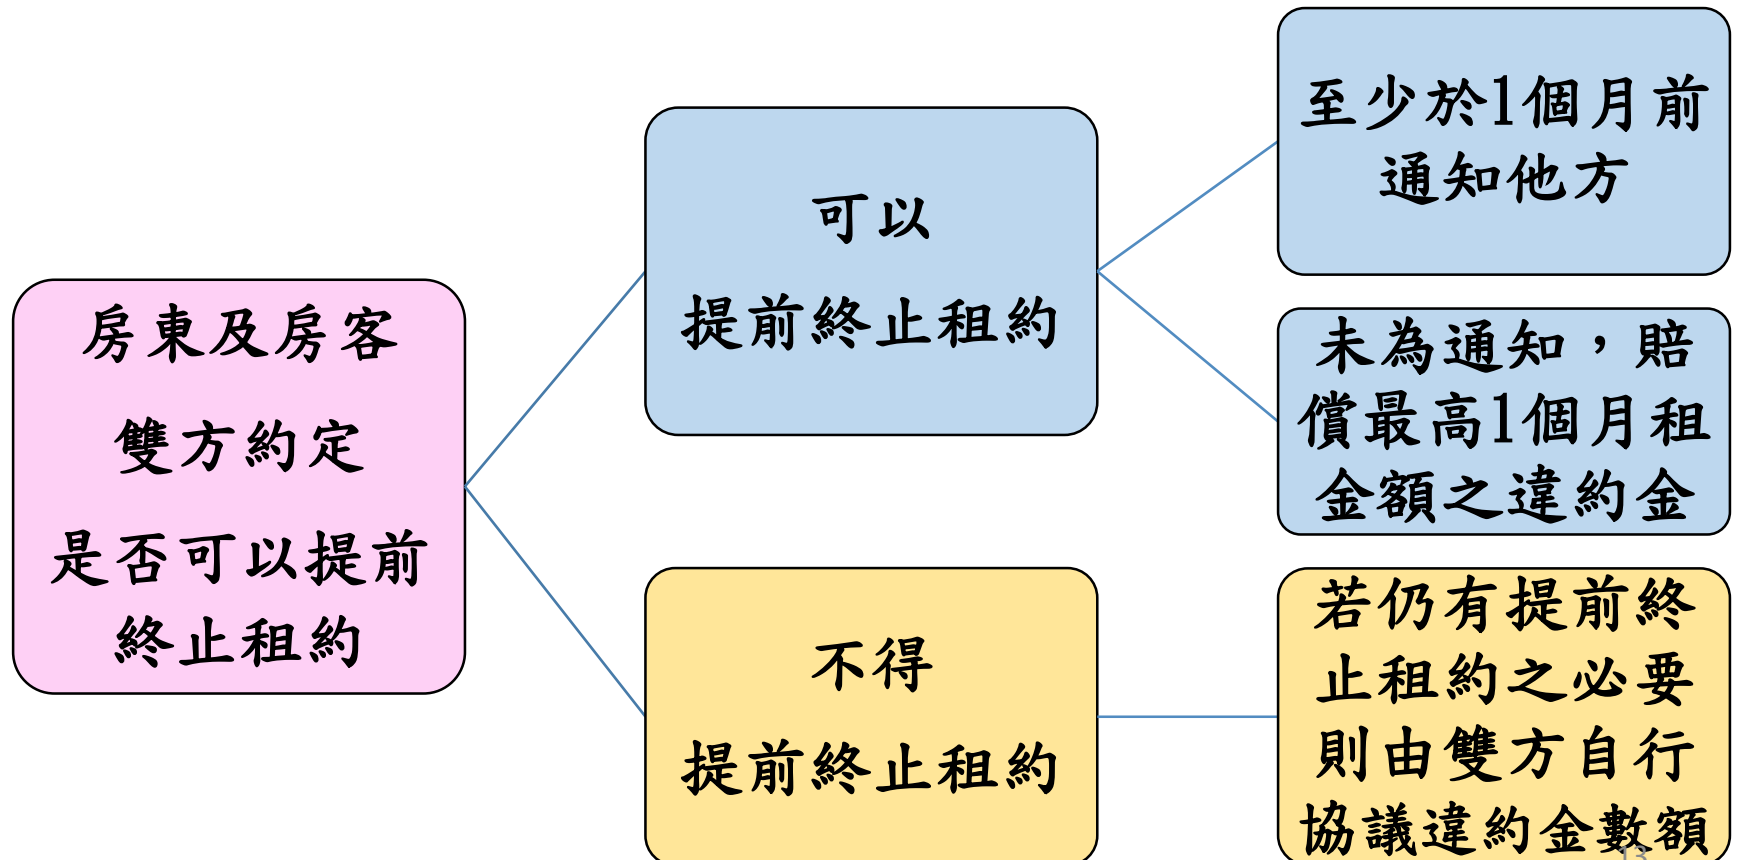 房東及房客
雙方約定
是否可以提前
終止租約
可以
提前終止租約
至少於1個月前
通知他方
未為通知，賠
償最高1個月租
金額之違約金
不得
提前終止租約
若仍有提前終
止租約之必要
則由雙方自行
協議違約金數額
13